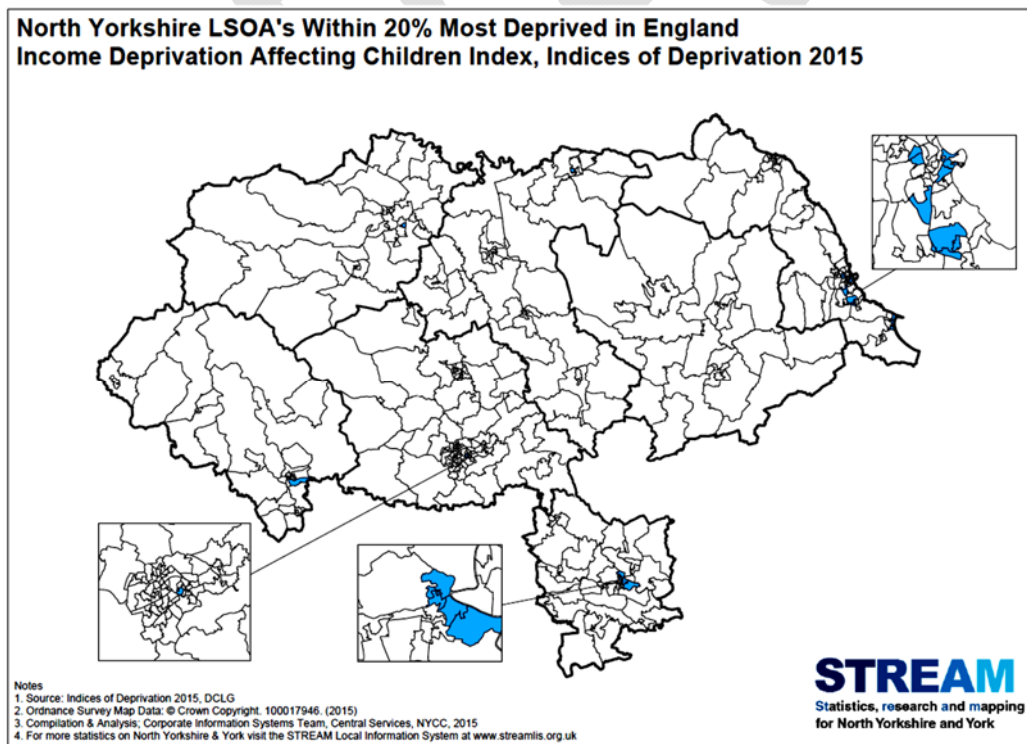 North Yorkshire LSOA's Within 20% Most Deprived in England
Income Deprivation Affecting Children Index, Indices of Deprivation 2015
Notes
1. Source: Indices of Deprivation 2015, DCLG
2. Ordnance Survey Map Data: © Crown Copyright. 100017946. (2015)
3. Compilation & Analysis; Corporate Information Systems Team, Central Services, NYCC, 2015
4. For more statistics on North Yorkshire & York visit the STREAM Local Information System at www.streamlis.org.uk
STREAM
Statistics, research and mapping
for North Yorkshire and York